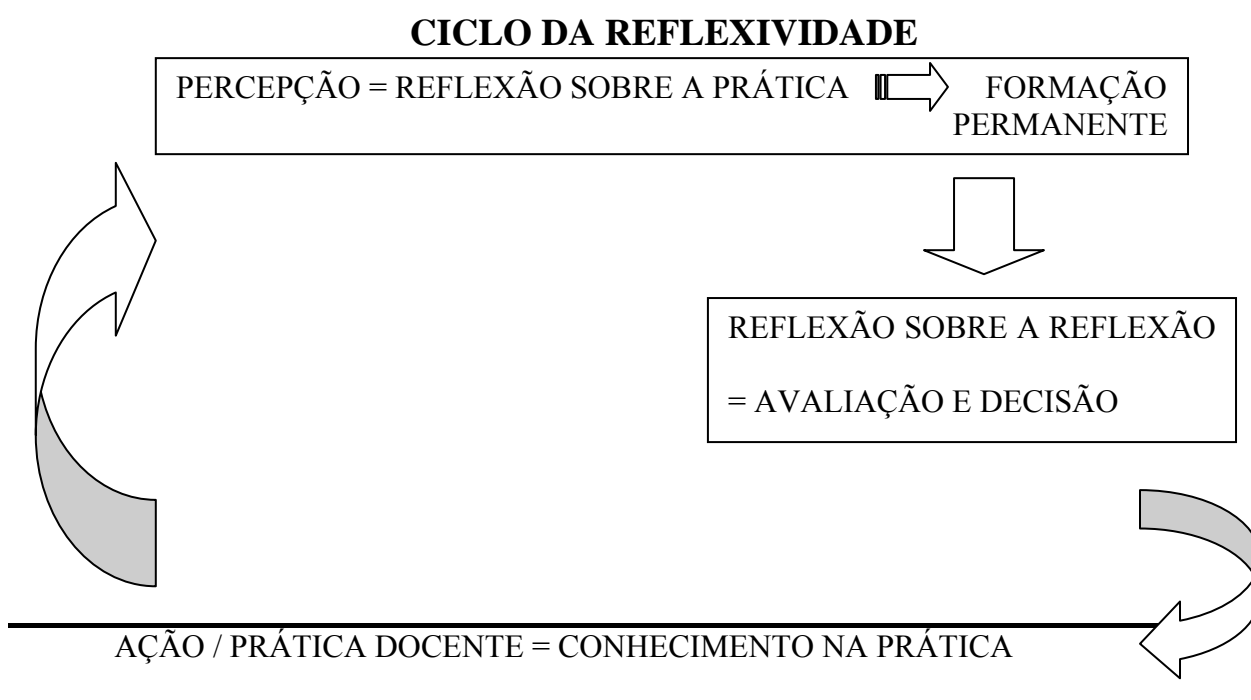 CICLO DA REFLEXIVIDADE
PERCEPÇÃO = REFLEXÃO SOBRE A PRÁTICA FORMAÇÃO
PERMANENTE
REFLEXÃO SOBRE A REFLEXÃO
= AVALIAÇÃO E DECISÃO
AÇÃO / PRÁTICA DOCENTE = CONHECIMENTO NA PRÁTICA